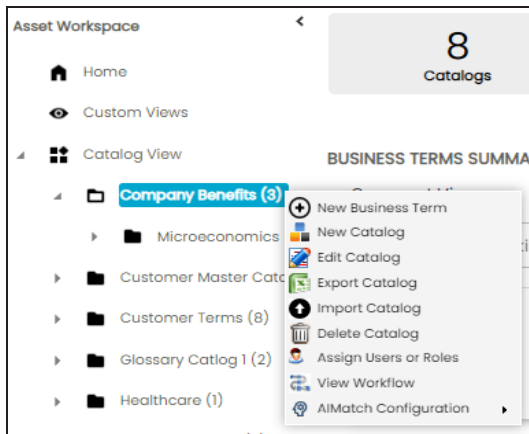 Asset Workspace
Home
Custom Views
Catalog View
Company Benefits (3)
Microeconomics
Customer Master Catc
Customer Terms (8)
Glossary Catlog 1 (2)
Healthcare (1)
8
Catalogs
BUSINESS TERMS SUMMA
New Business Term
New Catalog
Edit Catalog
Export Catalog
Import Catalog
Delete Catalog
Assign Users or Roles
View Workflow
AIMatch Configuration